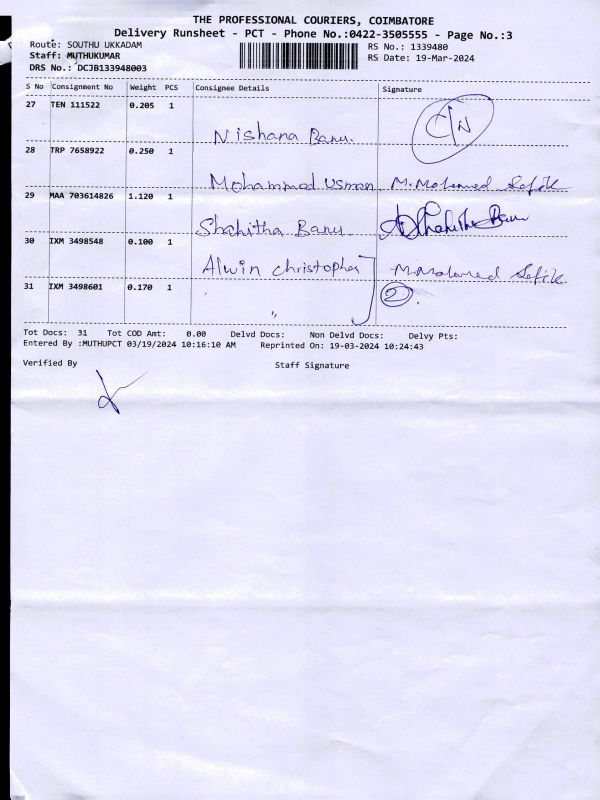 THE PROFESSIONAL COURIERS, COIMBATORE
Delivery Runsheet - PCT - Phone No.:0422-3505555 - Page No.:3
Route: SOUTHU UKKADAM RS No.: 1339480
Staff: MUTHUKUMAR RS Date: 19-Mar-2024
DRS No.: DCJB133948003
S No Consignment No Weight PCS Consignee Details Signature
27 TEN 111522 0.205 1
Nishana Banu. C/N
28 TRP 7658922 0.250 1
Mohammad Usman M. Mohamed Sofik
29 MAA 703614826 1.120 1
Shahitha Banu. Shahitha Banu
30 IXM 3498548 0.100 1
Alwin christopher M. Mohamed Sofik
31 IXM 3498601 0.170 1 2
"
Tot Docs: 31 Tot COD Amt: 0.00 Delvd Docs: Non Delvd Docs: Delvy Pts:
Entered By :MUTHUPCT 03/19/2024 10:16:10 AM Reprinted On: 19-03-2024 10:24:43
Verified By Staff Signature